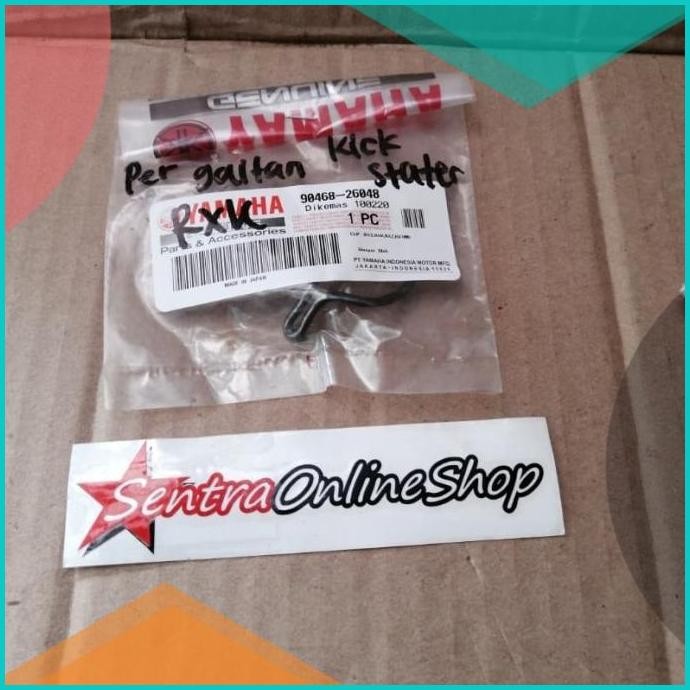 GENUINE
YAMAHA
Per gaitan kick
stater
RXK
YAMAHA
Parts & Accessories
90468-26048
Dikemas 100220
1 PC
MADE IN JAPAN
PT YAMAHA INDONESIA MOTOR MFG.
JAKARTA-INDONESIA
SentraOnlineShop